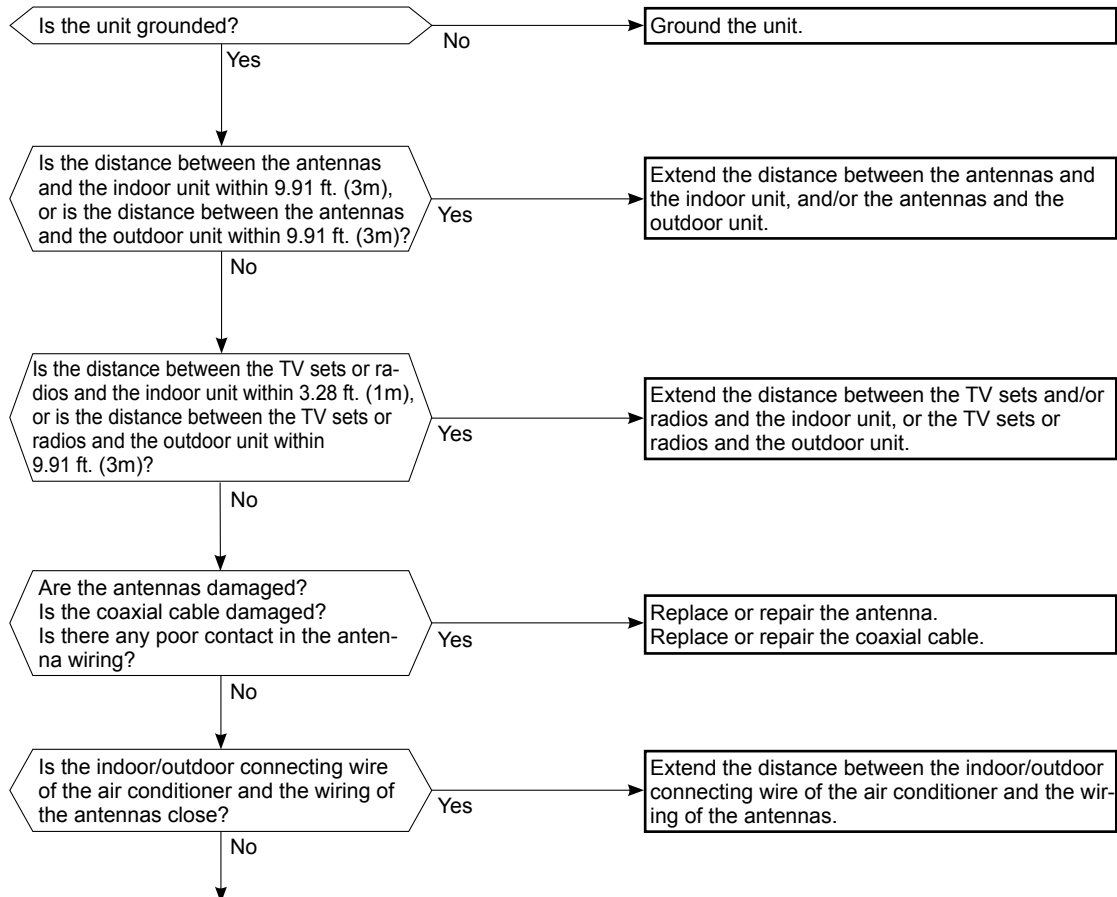 Is the unit grounded?
No
Ground the unit.
Yes
Is the distance between the antennas
and the indoor unit within 9.91 ft. (3m),
or is the distance between the antennas
and the outdoor unit within 9.91 ft. (3m)?
Yes
Extend the distance between the antennas and
the indoor unit, and/or the antennas and the
outdoor unit.
No
Is the distance between the TV sets or ra-
dios and the indoor unit within 3.28 ft. (1m),
or is the distance between the TV sets or
radios and the outdoor unit within
9.91 ft. (3m)?
Yes
Extend the distance between the TV sets and/or
radios and the indoor unit, or the TV sets or
radios and the outdoor unit.
No
Are the antennas damaged?
Is the coaxial cable damaged?
Is there any poor contact in the anten-
na wiring?
Yes
Replace or repair the antenna.
Replace or repair the coaxial cable.
No
Is the indoor/outdoor connecting wire
of the air conditioner and the wiring of
the antennas close?
Yes
Extend the distance between the indoor/outdoor
connecting wire of the air conditioner and the wir-
ing of the antennas.
No